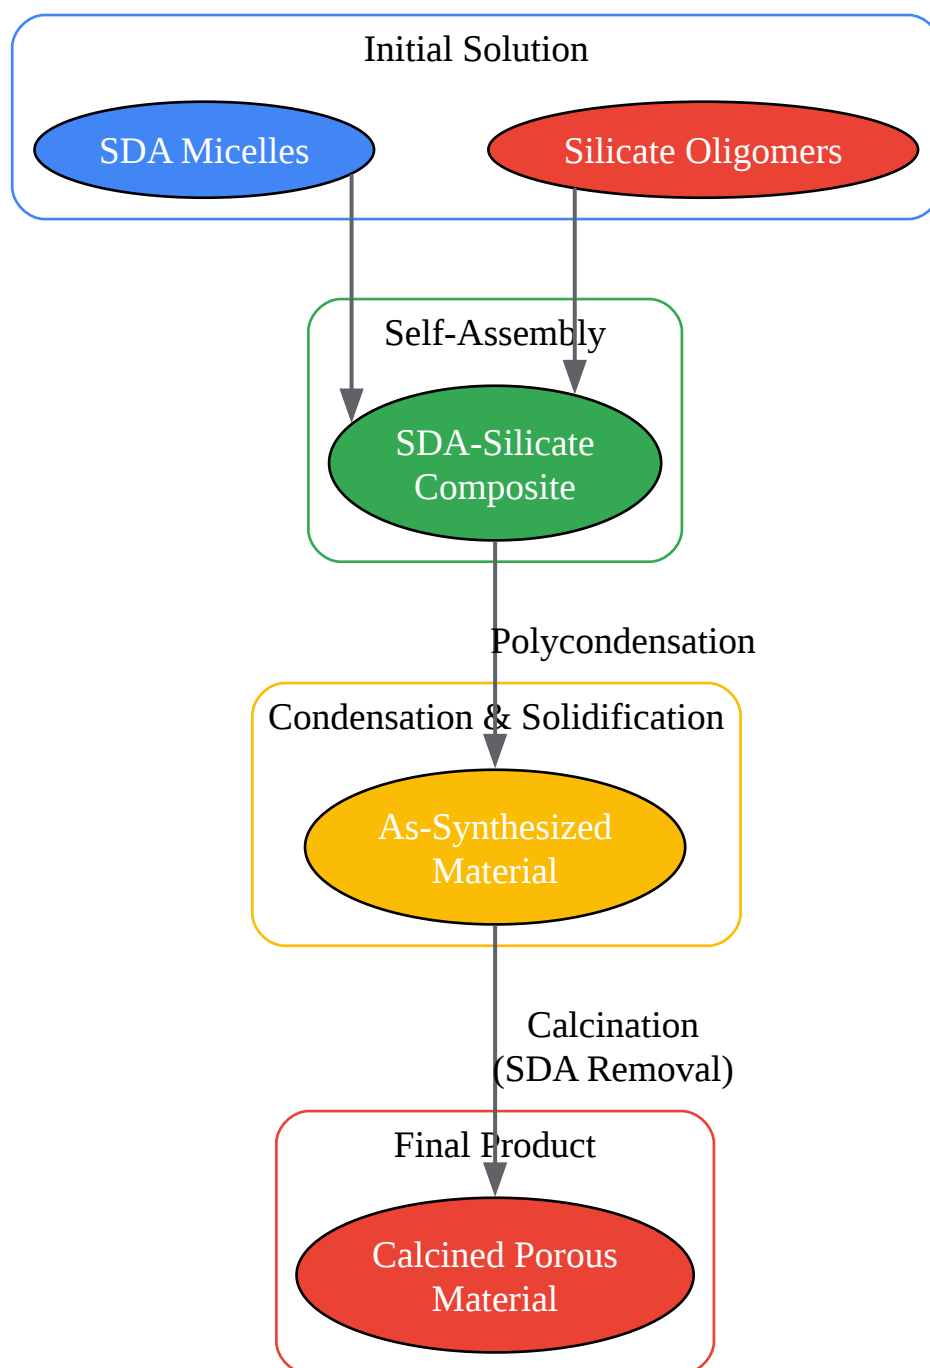 Initial Solution
SDA Micelles
Silicate Oligomers
Self-Assembly
SDA-Silicate
Composite
Polycondensation
Condensation & Solidification
As-Synthesized
Material
Calcination
(SDA Removal)
Final Product
Calcined Porous
Material